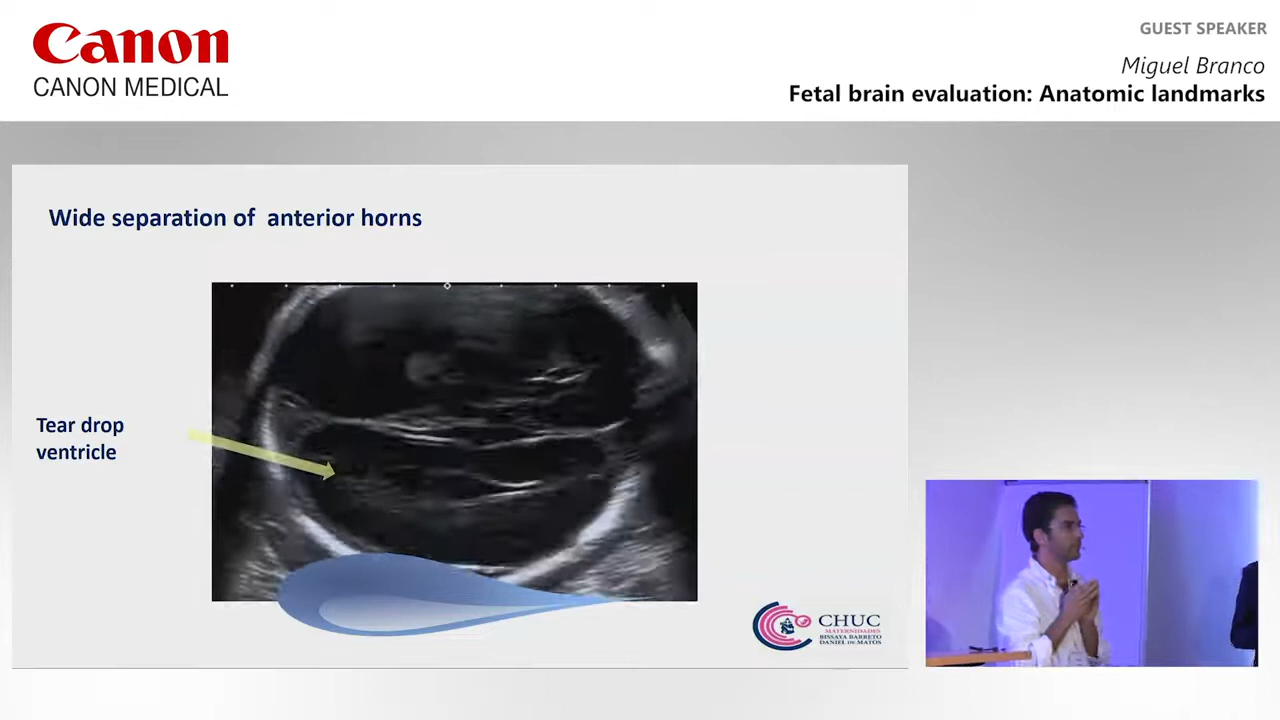 Canon
CANON MEDICAL
GUEST SPEAKER
Miguel Branco
Fetal brain evaluation: Anatomic landmarks
Wide separation of anterior horns
Tear drop
ventricle
CHUC
MATERNIDADES
BISSAYA BARRETO
DANIEL DE MATOS